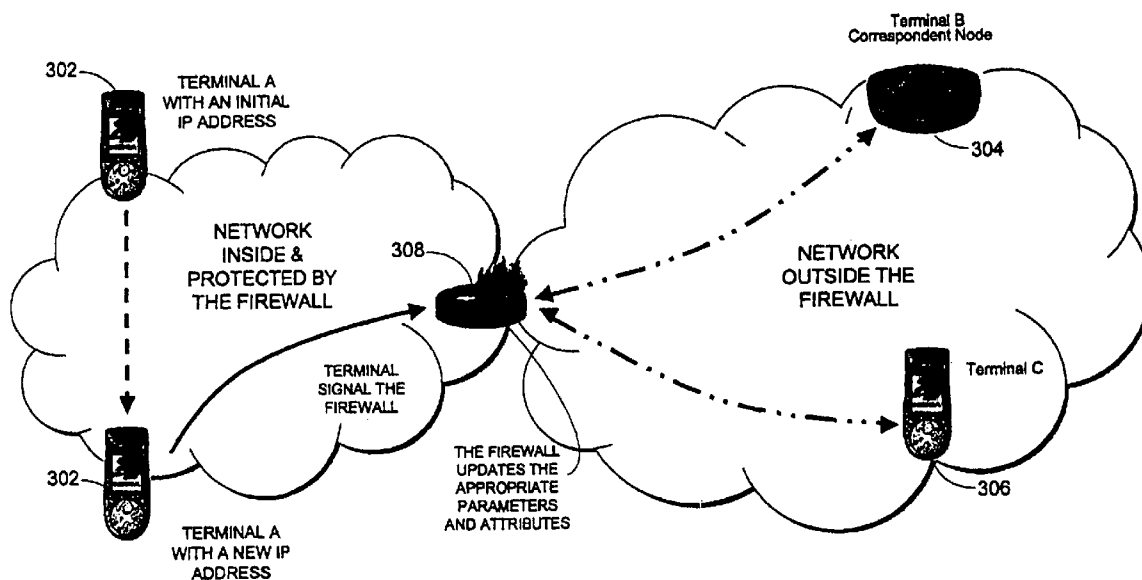 Terminal B
Correspondent Node
302
TERMINAL A
WITH AN INITIAL
IP ADDRESS
304
NETWORK
INSIDE &
PROTECTED BY
THE FIREWALL
308
NETWORK
OUTSIDE THE
FIREWALL
TERMINAL
SIGNAL THE
FIREWALL
Terminal C
302
THE FIREWALL
UPDATES THE
APPROPRIATE
PARAMETERS
AND ATTRIBUTES
306
TERMINAL A
WITH A NEW IP
ADDRESS